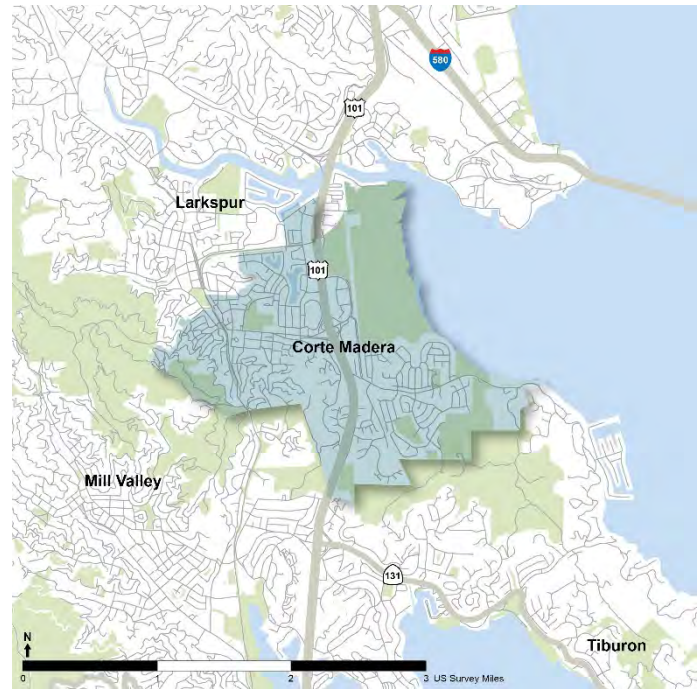 580
101
Larkspur
101
Corte Madera
Mill Valley
131
Tiburon
N
0 1 2 3 US Survey Miles